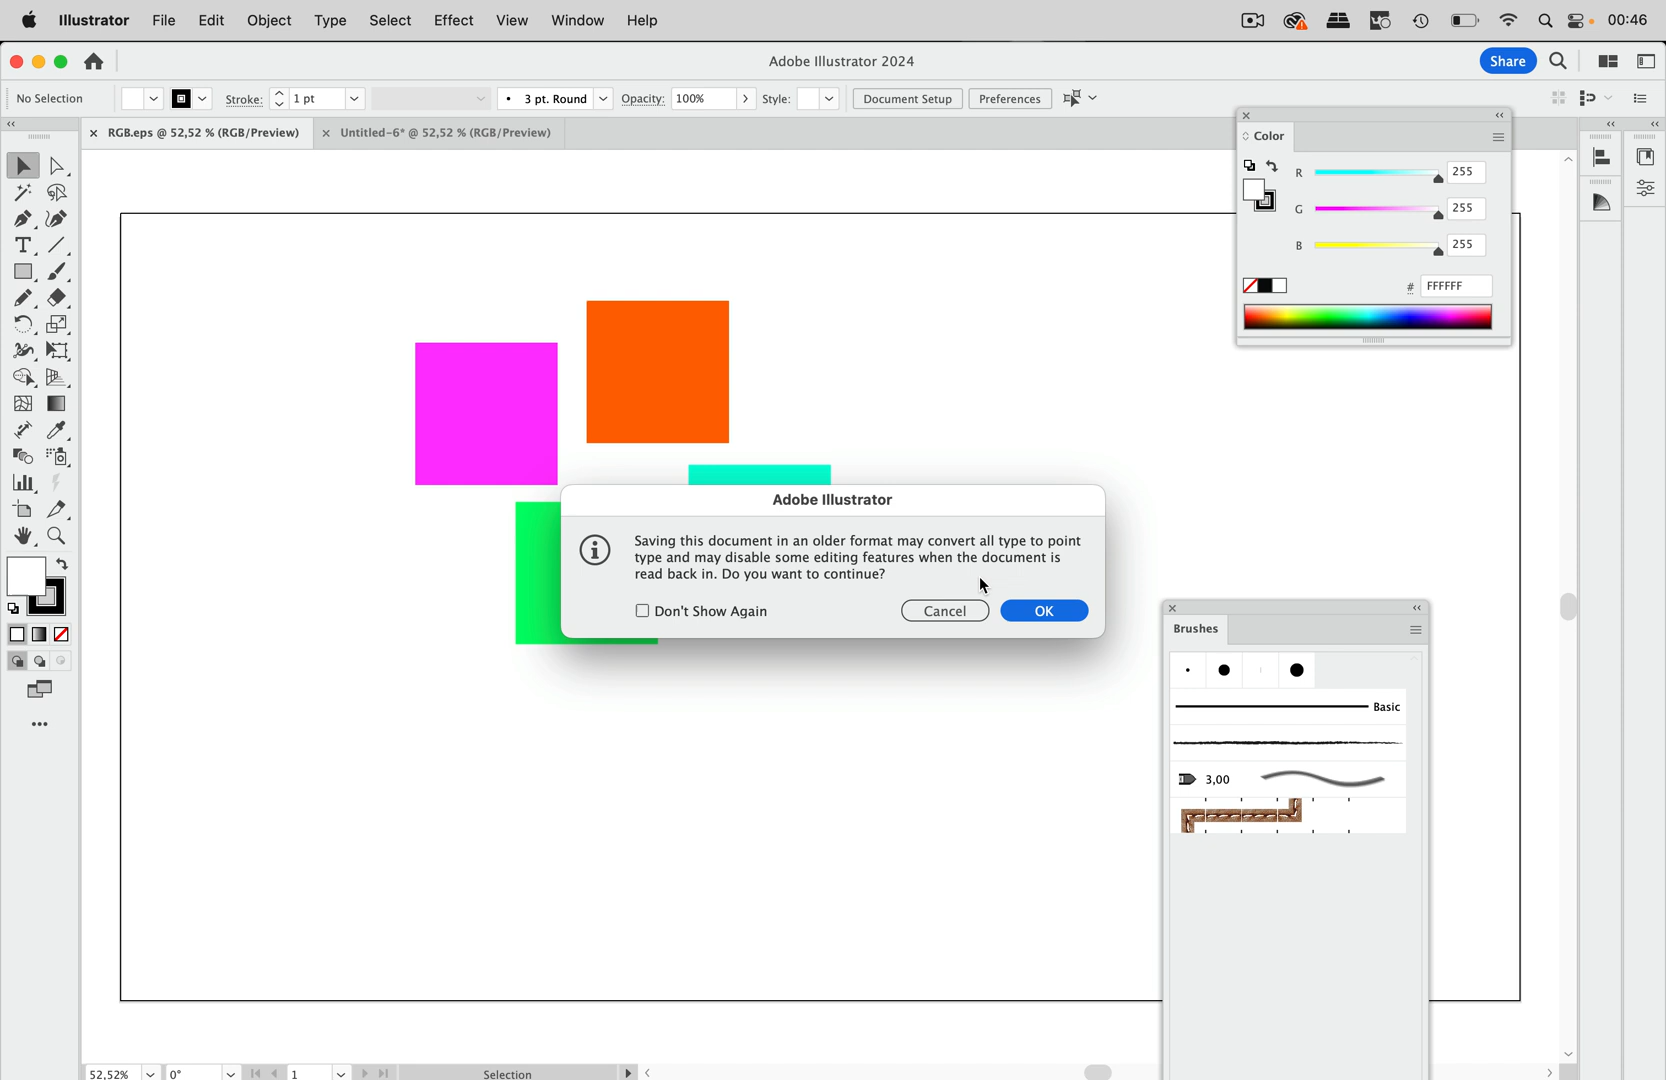 Illustrator File Edit Object Type Select Effect View Window Help 00:46
Adobe Illustrator 2024 Share
No Selection Stroke: 1 pt 3 pt. Round Opacity: 100% Style: Document Setup Preferences
RGB.eps @ 52,52 % (RGB/Preview) Untitled-6* @ 52,52 % (RGB/Preview)
Color
R 255
G 255
B 255
# FFFFFF
Adobe Illustrator
Saving this document in an older format may convert all type to point
type and may disable some editing features when the document is
read back in. Do you want to continue?
Don't Show Again Cancel OK
Brushes
Basic
3,00
52,52% 0° 1 Selection